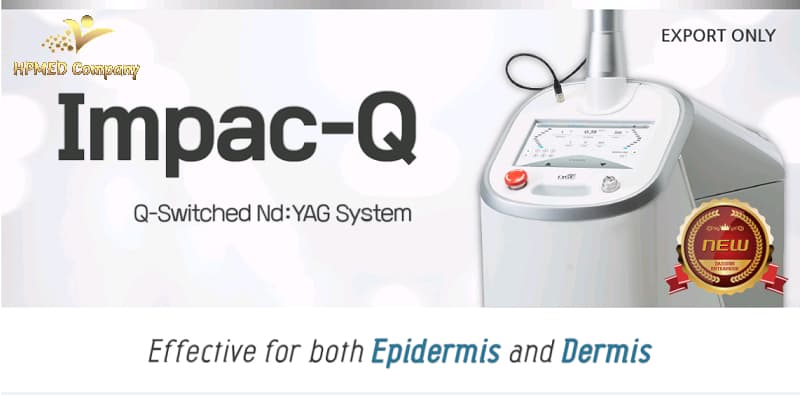 EXPORT ONLY
HPMED Company
Impac-Q
Q-Switched Nd:YAG System
NEW
Effective for both Epidermis and Dermis